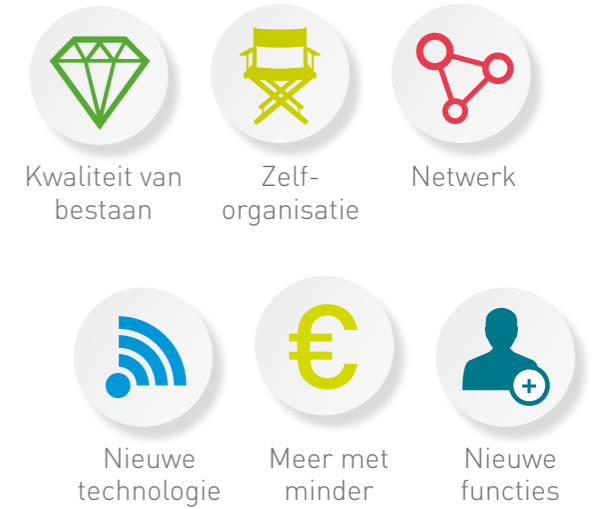 Kwaliteit van
bestaan
Zelf-
organisatie
Netwerk
Nieuwe
technologie
€
Meer met
minder
Nieuwe
functies